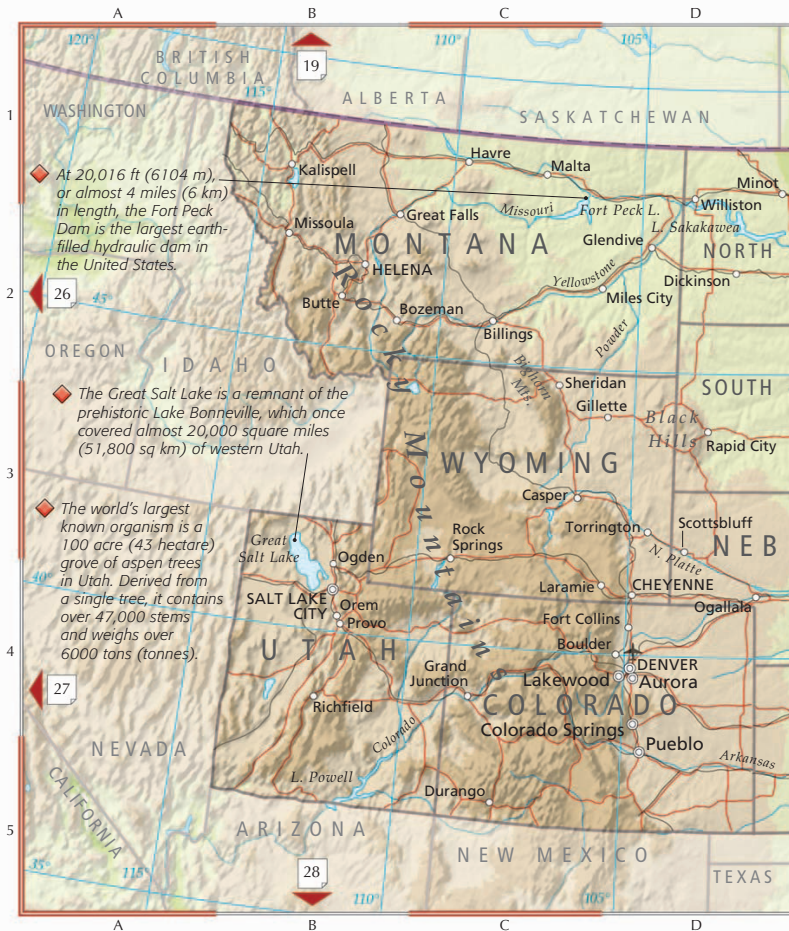 A
B
C
D
120°
110°
105°
19
BRITISH
COLUMBIA
115°
ALBERTA
SASKATCHEWAN
WASHINGTON
1
At 20,016 ft (6104 m),
or almost 4 miles (6 km)
in length, the Fort Peck
Dam is the largest earth-
filled hydraulic dam in
the United States.
Kalispell
Havre
Malta
Minot
Williston
Missouri
Fort Peck L.
L. Sakakawea
Great Falls
Missoula
MONTANA
Glendive
NORTH
HELENA
Yellowstone
Dickinson
2
26
45°
Butte
Bozeman
Miles City
Billings
Powder
OREGON
IDAHO
Rocky Mountains
Bighorn
Mts.
Sheridan
Gillette
SOUTH
Black
Hills
Rapid City
The Great Salt Lake is a remnant of the
prehistoric Lake Bonneville, which once
covered almost 20,000 square miles
(51,800 sq km) of western Utah.
3
WYOMING
Casper
The world's largest
known organism is a
100 acre (43 hectare)
grove of aspen trees
in Utah. Derived from
a single tree, it contains
over 47,000 stems
and weighs over
6000 tons (tonnes).
Great
Salt Lake
Ogden
Rock
Springs
Torrington
Scottsbluff
NEB
N. Platte
40°
SALT LAKE
CITY
Orem
Provo
Laramie
CHEYENNE
Ogallala
Fort Collins
Boulder
4
UTAH
DENVER
Lakewood
Aurora
27
Grand
Junction
COLORADO
Richfield
Colorado Springs
Pueblo
Colorado
Arkansas
NEVADA
CALIFORNIA
L. Powell
Durango
5
ARIZONA
NEW MEXICO
TEXAS
35°
115°
28
110°
105°
A
B
C
D